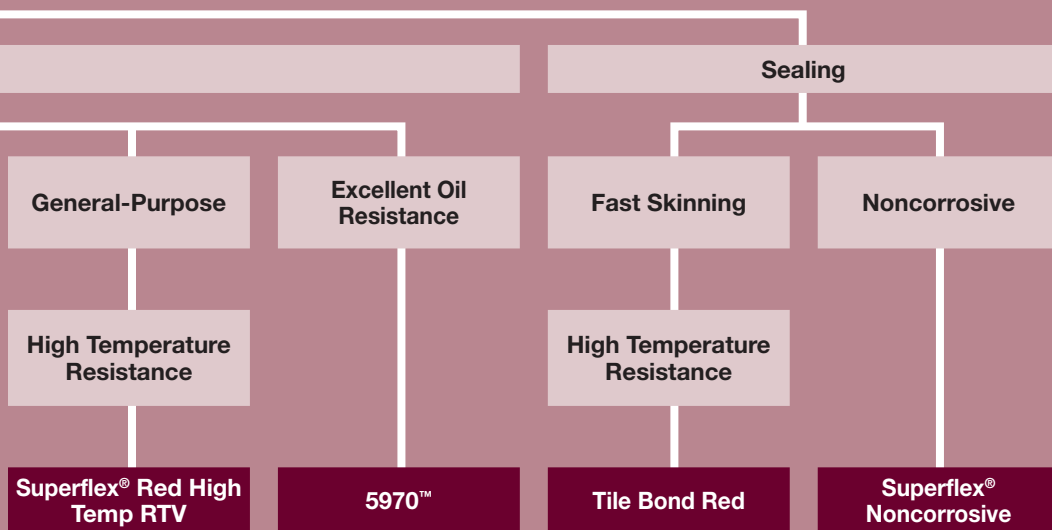 Sealing
General-Purpose
Excellent Oil
Resistance
Fast Skinning
Noncorrosive
High Temperature
Resistance
High Temperature
Resistance
Superflex® Red High
Temp RTV
5970™
Tile Bond Red
Superflex®
Noncorrosive